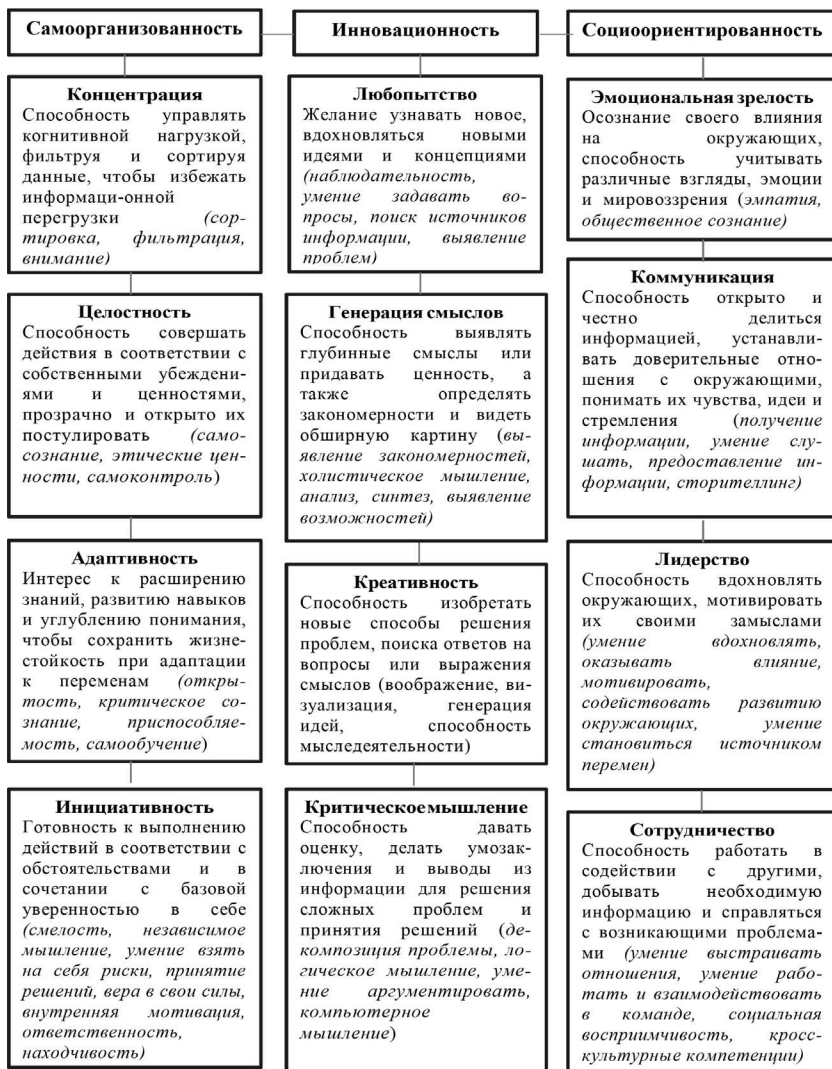 Самоорганизованность
Инновационность
Социоориентированность
Концентрация
Способность управлять
когнитивной нагрузкой,
фильтруя и сортируя
данные, чтобы избежать
информаци-онной
перегрузки (сор-
тировка, фильтрация,
внимание)
Целостность
Способность совершать
действия в соответствии с
собственными убеждени-
ями и ценностями,
прозрачно и открыто их
постулировать (само-
сознание, этические цен-
ности, самоконтроль)
Адаптивность
Интерес к расширению
знаний, развитию навыков
и углублению понимания,
чтобы сохранить жизне-
стойкость при адаптации
к переменам (откры-
тость, критическое со-
знание, приспособляе-
мость, самообучение)
Инициативность
Готовность к выполнению
действий в соответствии с
обстоятельствами и в
сочетании с базовой
уверенностью в себе
(смелость, независимое
мышление, умение взять
на себя риски, принятие
решений, вера в свои силы,
внутренняя мотивация,
ответственность,
находчивость)
Любопытство
Желание узнавать новое,
вдохновляться новыми
идеями и концепциями
(наблюдательность,
умение задавать во-
просы, поиск источников
информации, выявление
проблем)
Генерация смыслов
Способность выявлять
глубинные смыслы или
придавать ценность, а
также определять
закономерности и видеть
обширную картину (вы-
явление закономерностей,
холистическое мышление,
анализ, синтез, выявление
возможностей)
Креативность
Способность изобретать
новые способы решения
проблем, поиска ответов на
вопросы или выражения
смыслов (воображение, ви-
зуализация, генерация
идей, способность
мыследеятельности)
Критическое мышление
Способность давать
оценку, делать умозак-
лючения и выводы из
информации для решения
сложных проблем и
принятия решений (де-
композиция проблемы, ло-
гическое мышление, уме-
ние аргументировать,
компьютерное
мышление)
Эмоциональная зрелость
Осознание своего влияния
на окружающих,
способность учитывать
различные взгляды, эмоции
и мировоззрения (эмпатия,
общественное сознание)
Коммуникация
Способность открыто и
честно делиться
информацией, устанавли-
вать доверительные отно-
шения с окружающими,
понимать их чувства, идеи и
стремления (получение
информации, умение слу-
шать, предоставление ин-
формации, сторителлинг)
Лидерство
Способность вдохновлять
окружающих, мотивировать
их своими замыслами
(умение вдохновлять,
оказывать влияние,
мотивировать,
содействовать развитию
окружающих, умение
становиться источником
перемен)
Сотрудничество
Способность работать в
содействии с другими,
добывать необходимую
информацию и справляться
с возникающими проблема-
ми (умение выстраивать
отношения, умение рабо-
тать и взаимодействовать
в команде, социальная
восприимчивость, кросс-
культурные компетенции)